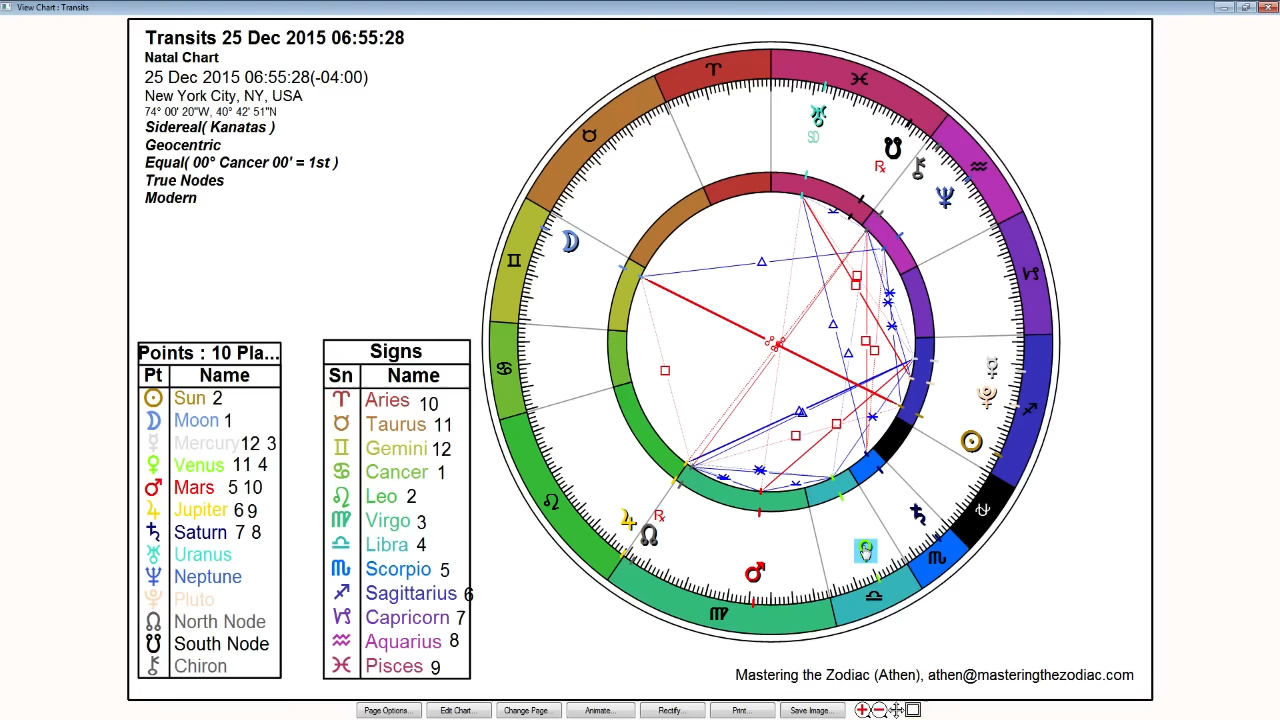 View Chart : Transits
Transits 25 Dec 2015 06:55:28
Natal Chart
25 Dec 2015 06:55:28(-04:00)
New York City, NY, USA
74° 00' 20"W, 40° 42' 51"N
Sidereal( Kanatas )
Geocentric
Equal( 00° Cancer 00' = 1st )
True Nodes
Modern
Points : 10 Pla...
Pt Name
☉ Sun 2
☽ Moon 1
☿ Mercury 12 3
♀ Venus 11 4
♂ Mars 5 10
♃ Jupiter 6 9
♄ Saturn 7 8
♅ Uranus
♆ Neptune
Pluto
☊ North Node
☋ South Node
⚷ Chiron
Signs
Sn Name
♈ Aries 10
♉ Taurus 11
♊ Gemini 12
♋ Cancer 1
♌ Leo 2
♍ Virgo 3
♎ Libra 4
♏ Scorpio 5
♐ Sagittarius 6
♑ Capricorn 7
♒ Aquarius 8
♓ Pisces 9
SD
℞
℞
Mastering the Zodiac (Athen), athen@masteringthezodiac.com
Page Options... Edit Chart... Change Page... Animate... Rectify... Print... Save Image...